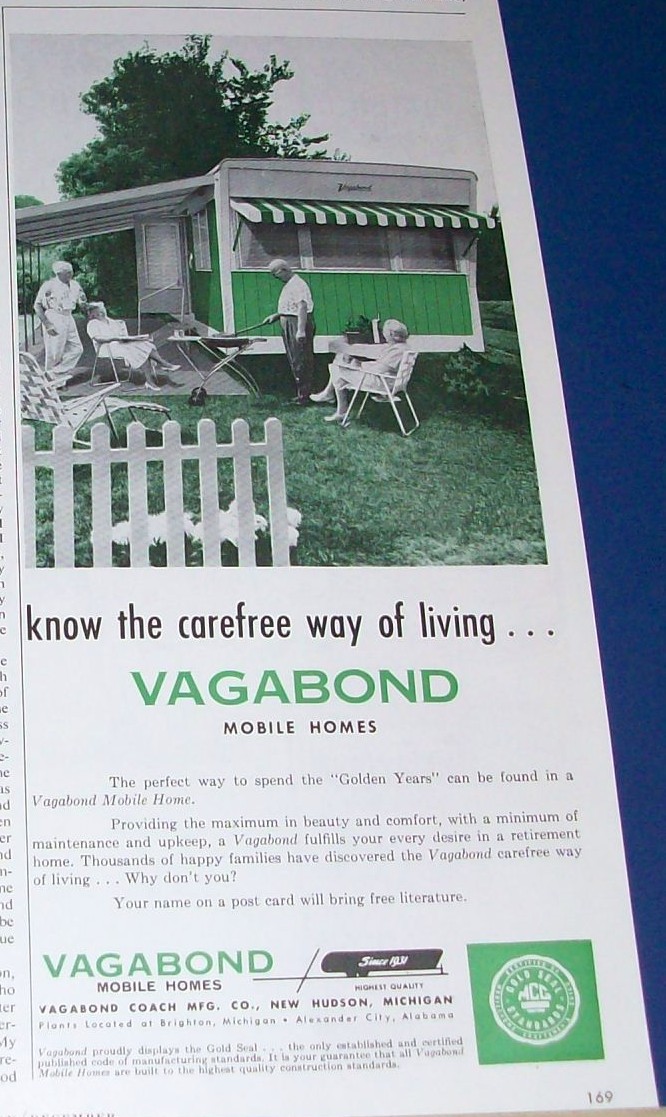 Vagabond
know the carefree way of living . . .
VAGABOND
MOBILE HOMES
The perfect way to spend the "Golden Years" can be found in a
Vagabond Mobile Home.
Providing the maximum in beauty and comfort, with a minimum of
maintenance and upkeep, a Vagabond fulfills your every desire in a retirement
home. Thousands of happy families have discovered the Vagabond carefree way
of living . . . Why don't you?
Your name on a post card will bring free literature.
VAGABOND
MOBILE HOMES
Since 1931
HIGHEST QUALITY
VAGABOND COACH MFG. CO., NEW HUDSON, MICHIGAN
Plants Located at Brighton, Michigan • Alexander City, Alabama
Vagabond proudly displays the Gold Seal . . . the only established and certified
published code of manufacturing standards. It is your guarantee that all Vagabond
Mobile Homes are built to the highest quality construction standards.
GOLD SEAL
STANDARDS
169